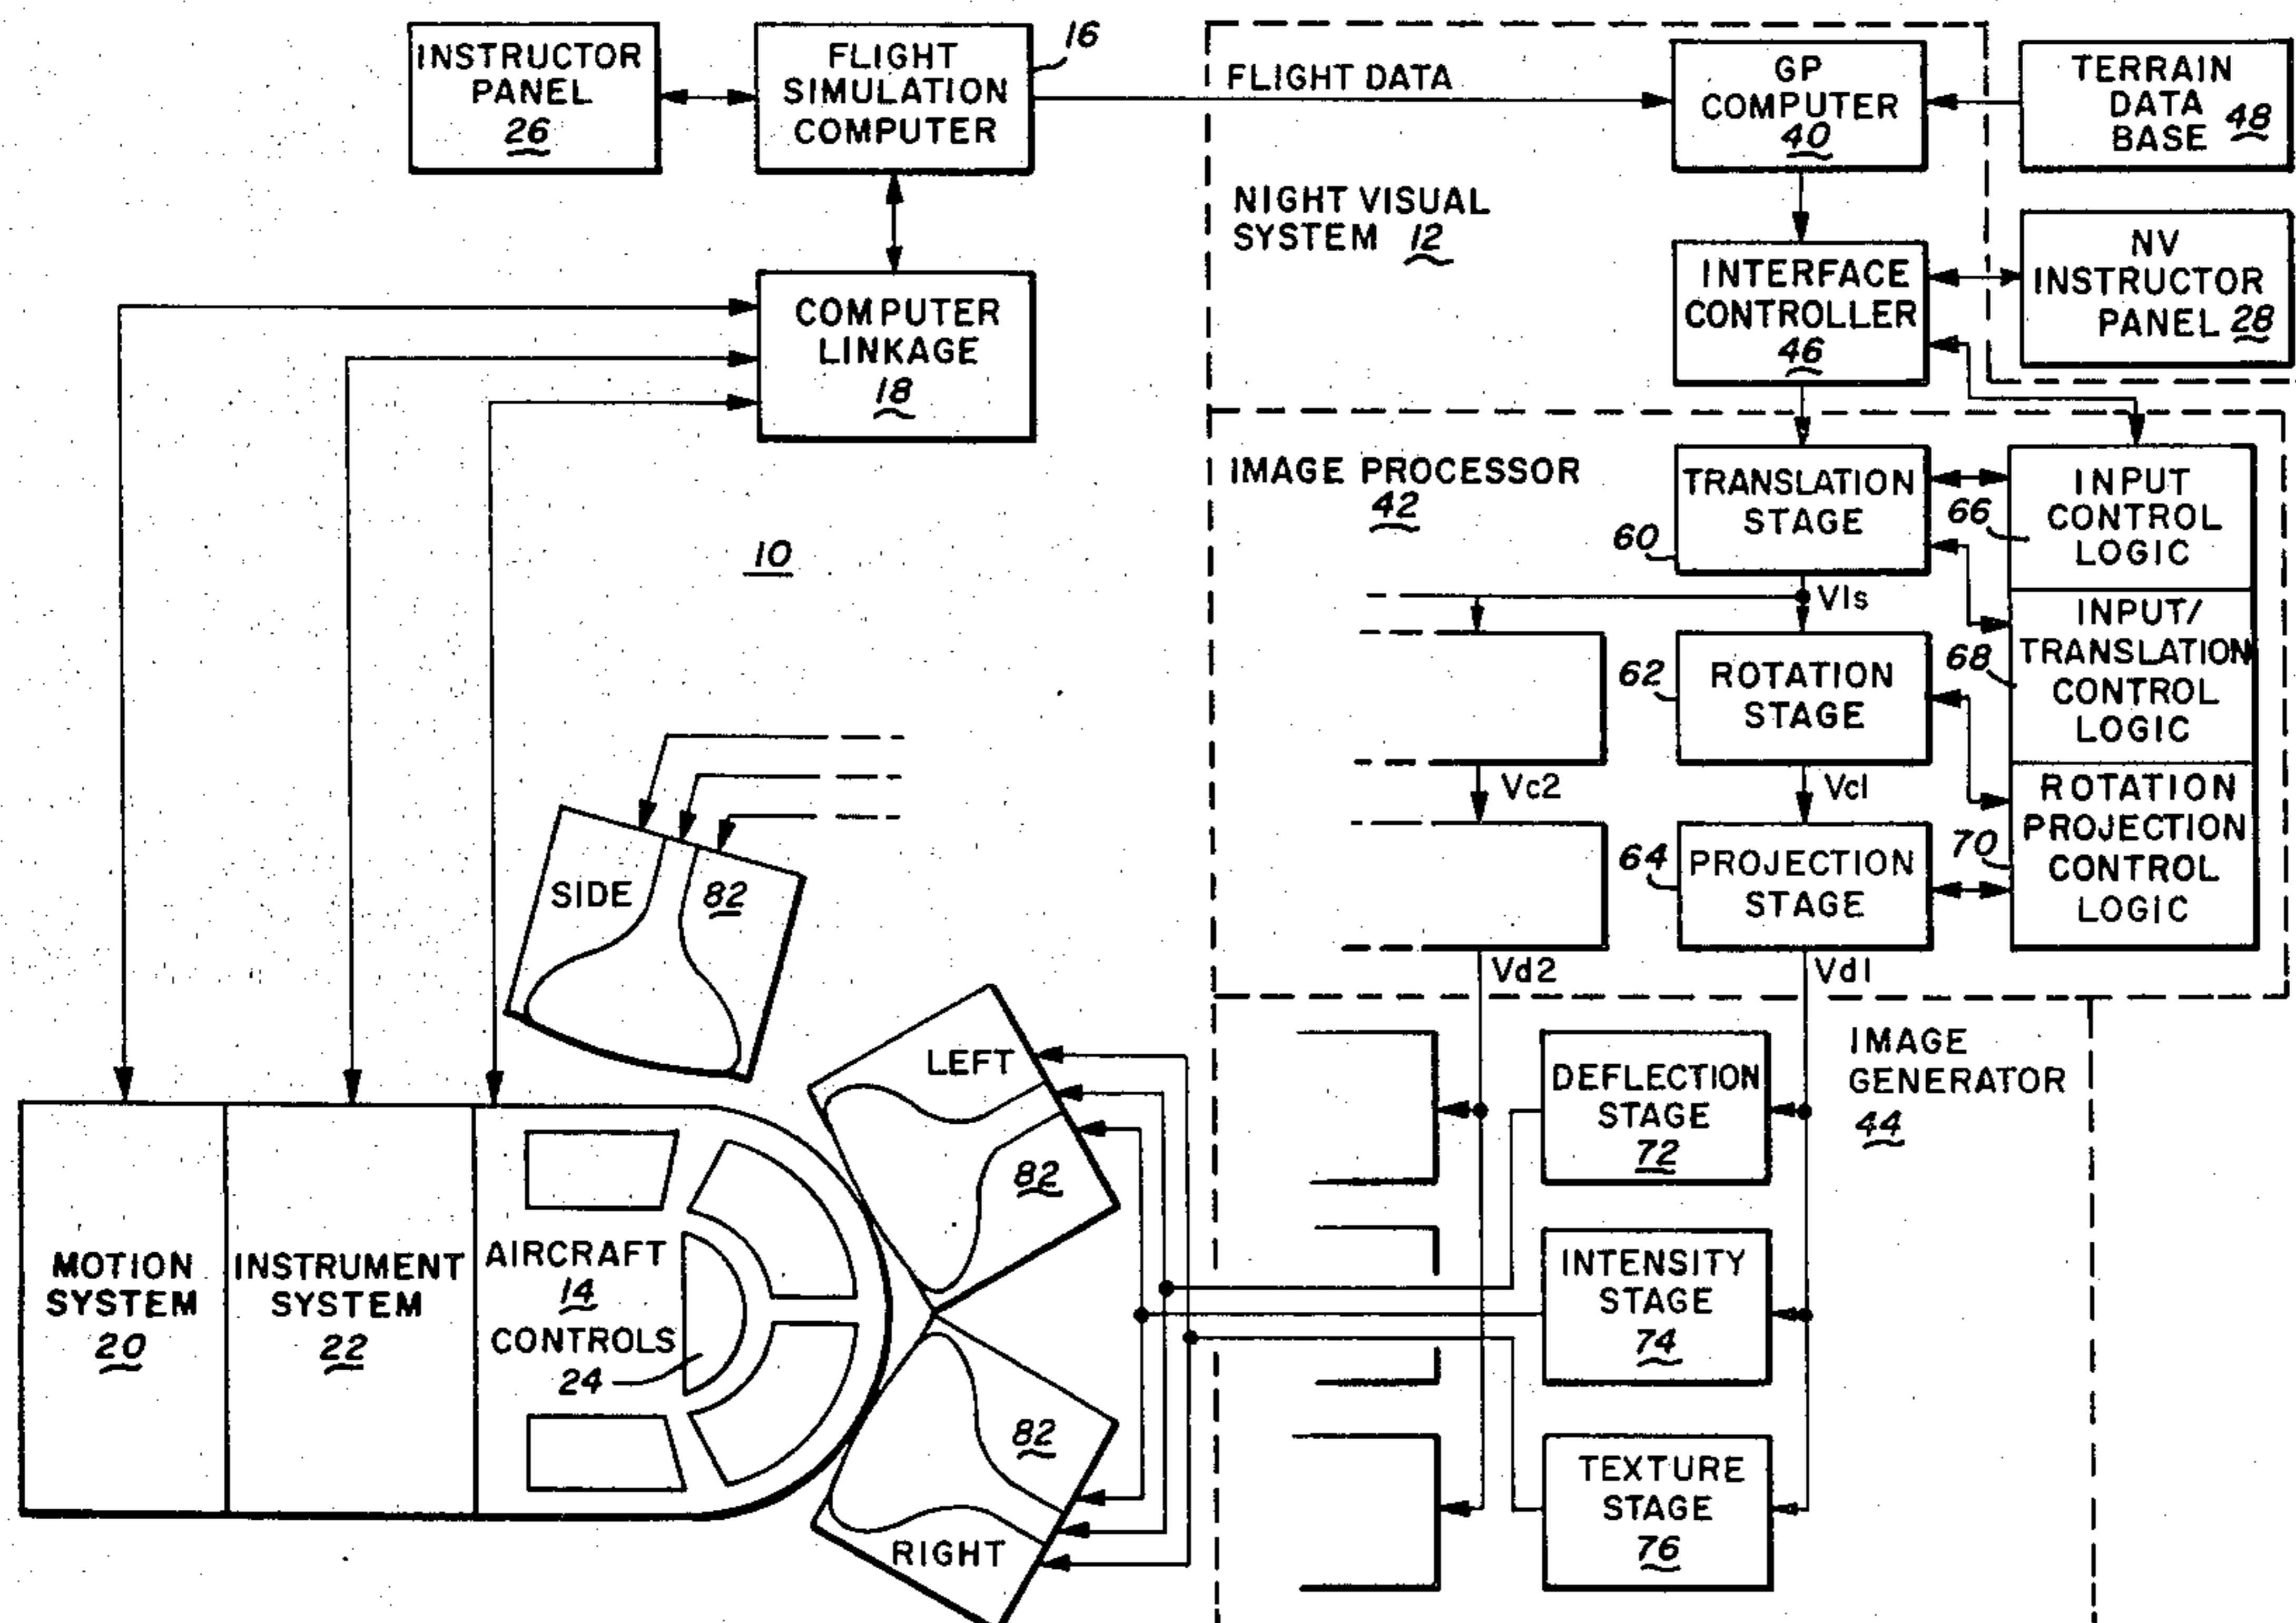 INSTRUCTOR
PANEL
26
FLIGHT
SIMULATION
COMPUTER
16
FLIGHT DATA
GP
COMPUTER
40
TERRAIN
DATA
BASE 48
NIGHT VISUAL
SYSTEM 12
INTERFACE
CONTROLLER
46
NV
INSTRUCTOR
PANEL 28
COMPUTER
LINKAGE
18
10
IMAGE PROCESSOR
42
TRANSLATION
STAGE
60
INPUT
CONTROL
LOGIC
66
V1s
INPUT/
TRANSLATION
CONTROL
LOGIC
68
ROTATION
STAGE
62
Vc2
Vc1
ROTATION
PROJECTION
CONTROL
LOGIC
70
PROJECTION
STAGE
64
Vd2
Vd1
SIDE
82
LEFT
82
82
RIGHT
IMAGE
GENERATOR
44
DEFLECTION
STAGE
72
INTENSITY
STAGE
74
TEXTURE
STAGE
76
MOTION
SYSTEM
20
INSTRUMENT
SYSTEM
22
AIRCRAFT
14
CONTROLS
24